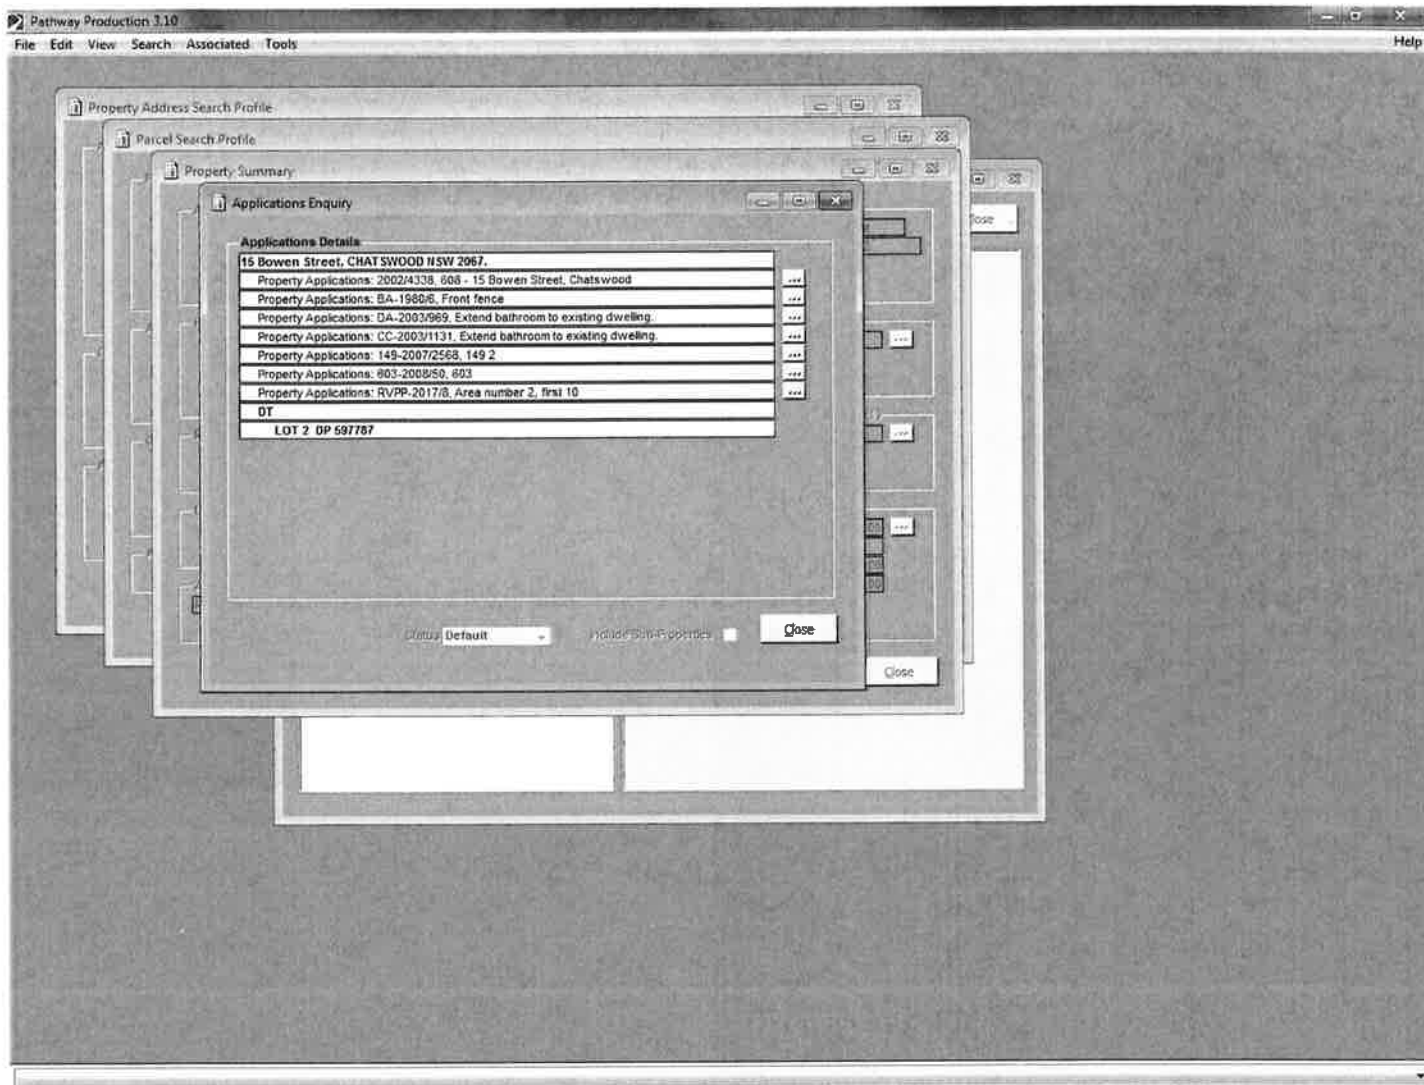 Pathway Production 3.10
File Edit View Search Associated Tools Help
Property Address Search Profile
Parcel Search Profile
Property Summary
Applications Enquiry
Close
Applications Details
15 Bowen Street, CHATSWOOD NSW 2067.
Property Applications: 2002/4338, 608 - 15 Bowen Street, Chatswood
Property Applications: BA-1980/6, Front fence
Property Applications: DA-2003/969, Extend bathroom to existing dwelling.
Property Applications: CC-2003/1131, Extend bathroom to existing dwelling.
Property Applications: 149-2007/2568, 149 2
Property Applications: 603-2008/50, 603
Property Applications: RVPP-2017/8, Area number 2, first 10
DT
LOT 2 DP 597787
Status Default Include Sub-Properties Close
Close